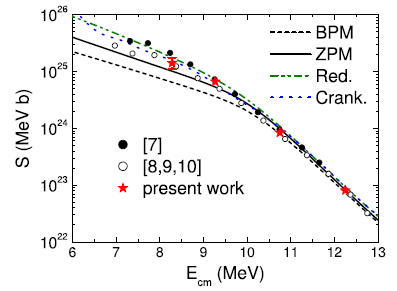 10^26
10^25
10^24
10^23
10^22
S (MeV b)
BPM
ZPM
Red.
Crank.
[7]
[8,9,10]
present work
6 7 8 9 10 11 12 13
E_cm (MeV)